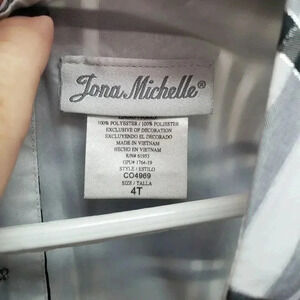 Jona Michelle®
100% POLYESTER / 100% POLYESTER
EXCLUSIVE OF DECORATION
EXCLUYENDO EL DECORADO
MADE IN VIETNAM
HECHO EN VIETNAM
STYLE / ESTILO
CO4969
SIZE / TALLA
4T